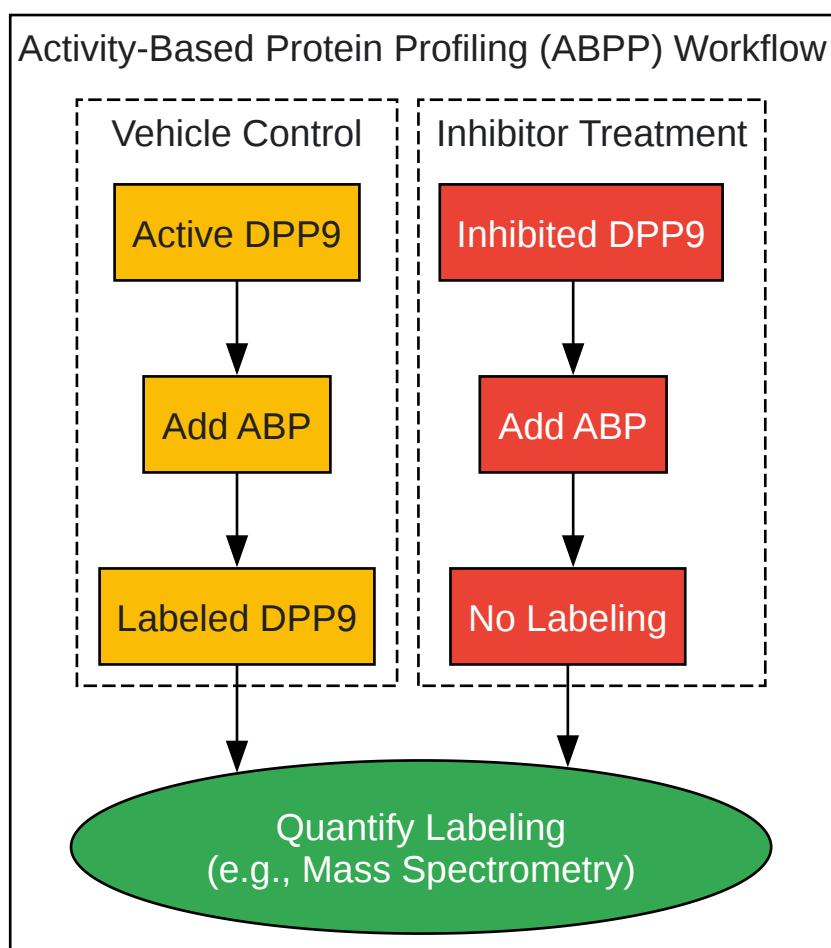 Activity-Based Protein Profiling (ABPP) Workflow
Vehicle Control
Active DPP9
Add ABP
Labeled DPP9
Inhibitor Treatment
Inhibited DPP9
Add ABP
No Labeling
Quantify Labeling
(e.g., Mass Spectrometry)